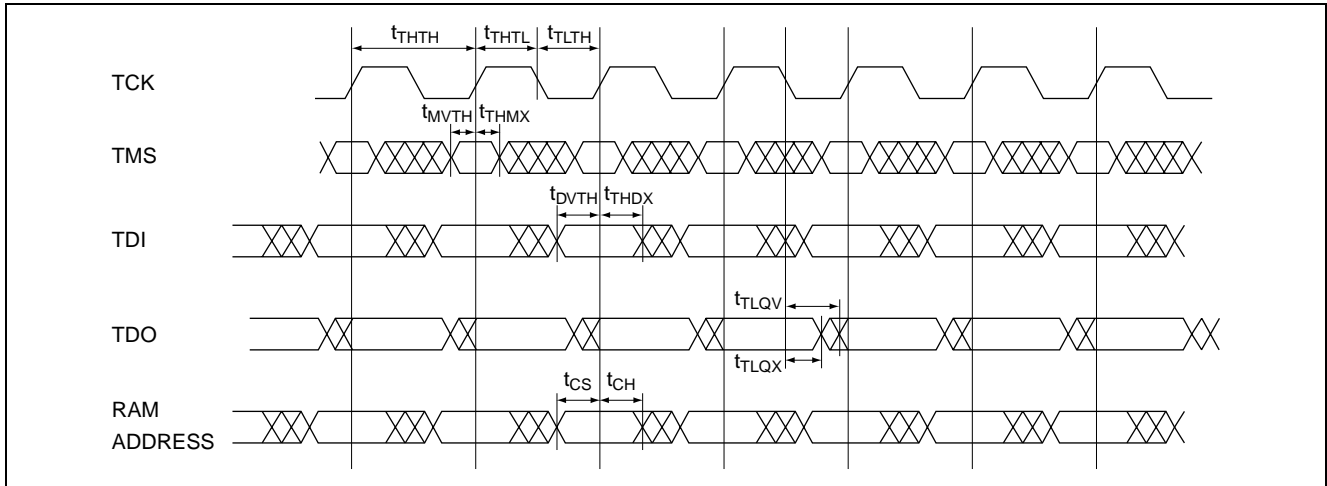 tTHTH tTHTL tTLTH
TCK
tMVTH tTHMX
TMS
tDVTH tTHDX
TDI
tTLQV
TDO
tTLQX
tCS tCH
RAM
ADDRESS